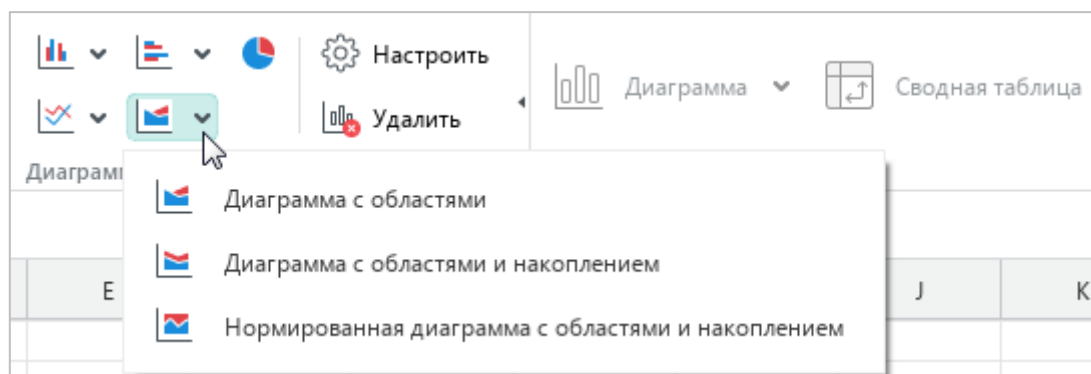 Настроить
Диаграмма
Сводная таблица
Удалить
Диаграмм
Диаграмма с областями
Диаграмма с областями и накоплением
Нормированная диаграмма с областями и накоплением
E
J
K